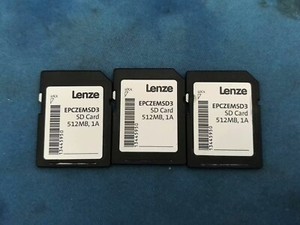 Lenze
EPCZEMSD3
SD Card
512MB, 1A
Lenze
EPCZEMSD3
SD Card
512MB, 1A
Lenze
EPCZEMSD3
SD Card
512MB, 1A